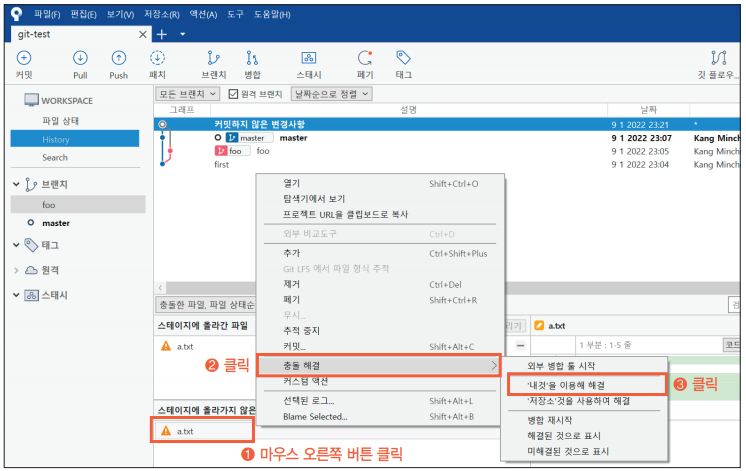 파일(F) 편집(E) 보기(V) 저장소(R) 액션(A) 도구 도움말(H)
git-test
커밋 Pull Push 패치 브랜치 병합 스태시 폐기 태그 깃 플로우...
WORKSPACE
파일 상태
History
Search
브랜치
foo
master
태그
원격
스태시
모든 브랜치 원격 브랜치 날짜순으로 정렬
그래프 설명 날짜
커밋하지 않은 변경사항 9 1 2022 23:21 *
master master 9 1 2022 23:07 Kang Minch
foo foo 9 1 2022 23:05 Kang Minch
first 9 1 2022 23:04 Kang Minch
충돌한 파일, 파일 상태순
스테이지에 올라간 파일
a.txt
스테이지에 올라가지 않은
a.txt
열기 Shift+Ctrl+O
탐색기에서 보기
프로젝트 URL을 클립보드로 복사
외부 비교도구 Ctrl+D
추가 Ctrl+Shift+Plus
Git LFS 에서 파일 형식 추적
제거 Ctrl+Del
폐기 Shift+Ctrl+R
무시...
추적 중지
커밋... Shift+Alt+C
충돌 해결
커스텀 액션
선택된 로그... Shift+Alt+L
Blame Selected... Shift+Alt+B
a.txt
1 부분 : 1-5 줄
외부 병합 툴 시작
'내것'을 이용해 해결
'저장소'것을 사용하여 해결
병합 재시작
해결된 것으로 표시
미해결된 것으로 표시
❶ 마우스 오른쪽 버튼 클릭
❷ 클릭
❸ 클릭